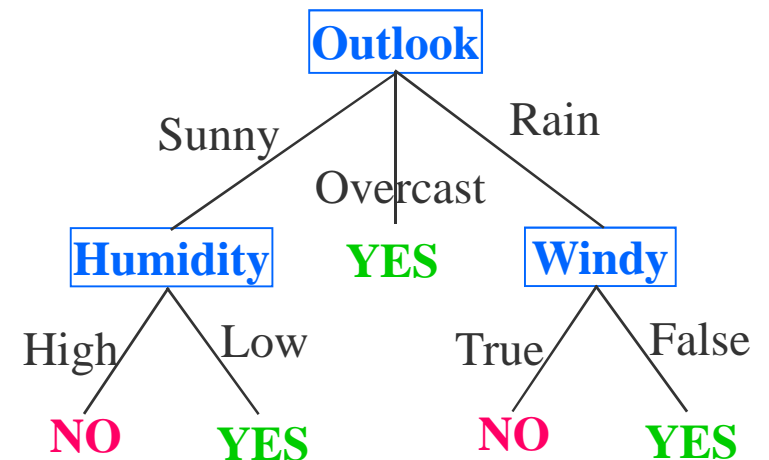 Outlook
Sunny
Rain
Overcast
Humidity
YES
Windy
High
Low
True
False
NO
YES
NO
YES